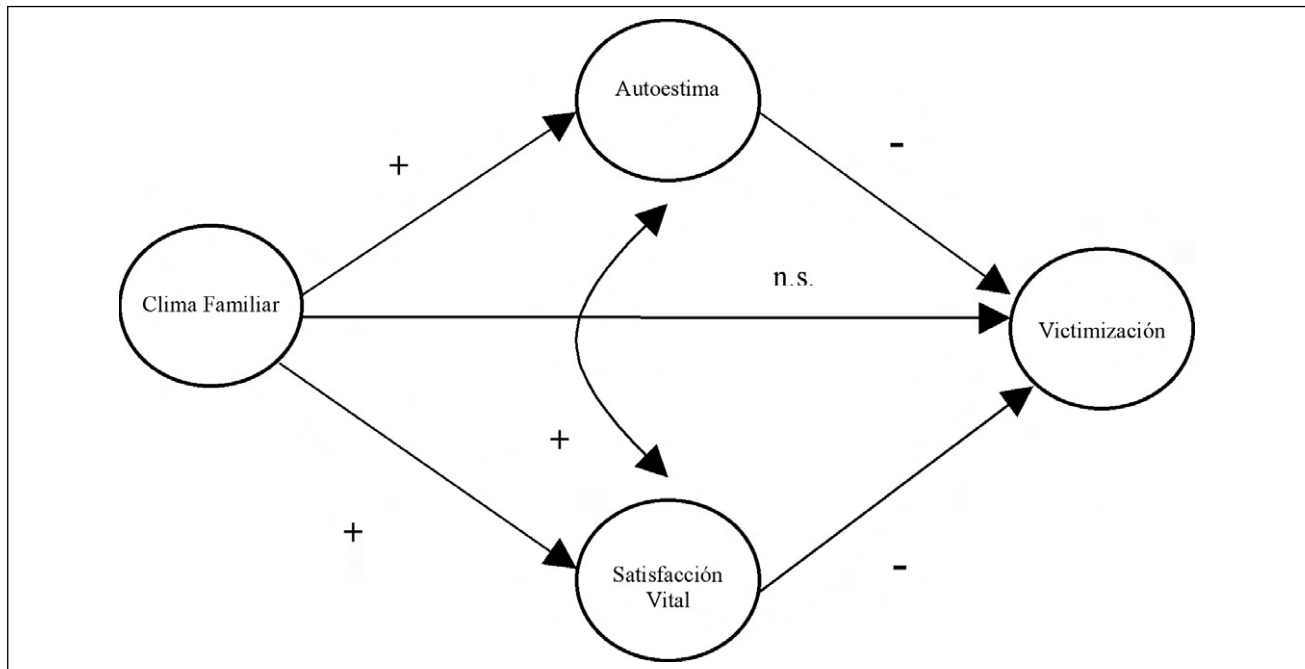 Autoestima
-
+
n.s.
Clima Familiar
Victimización
+
+
-
Satisfacción
Vital